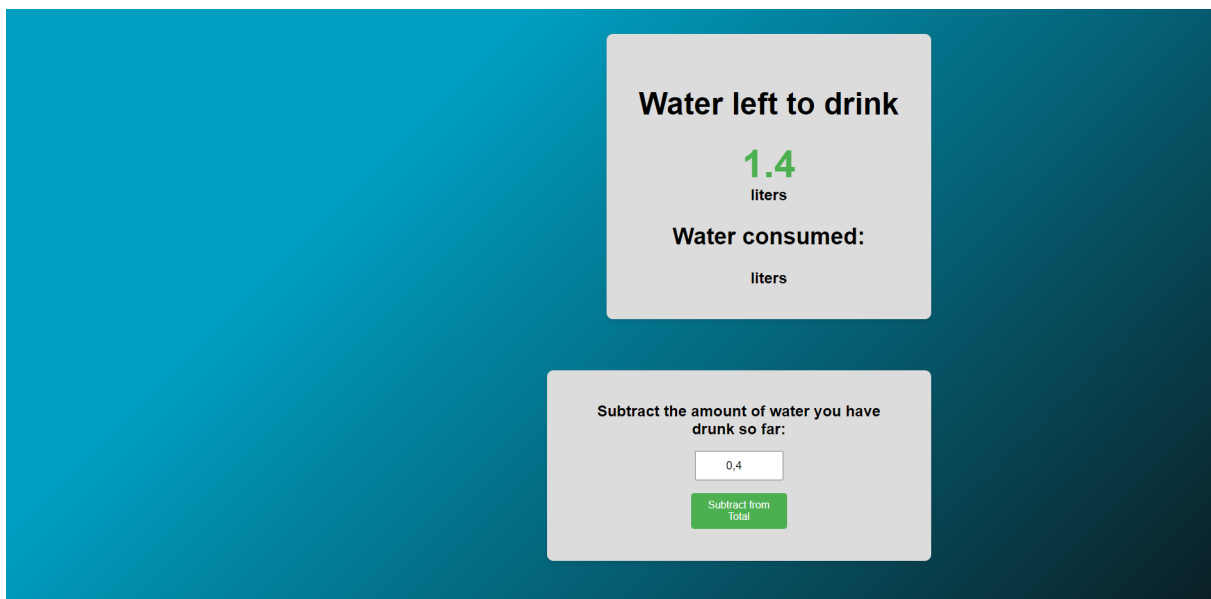 Water left to drink
1.4
liters
Water consumed:
liters
Subtract the amount of water you have
drunk so far:
0,4
Subtract from
Total